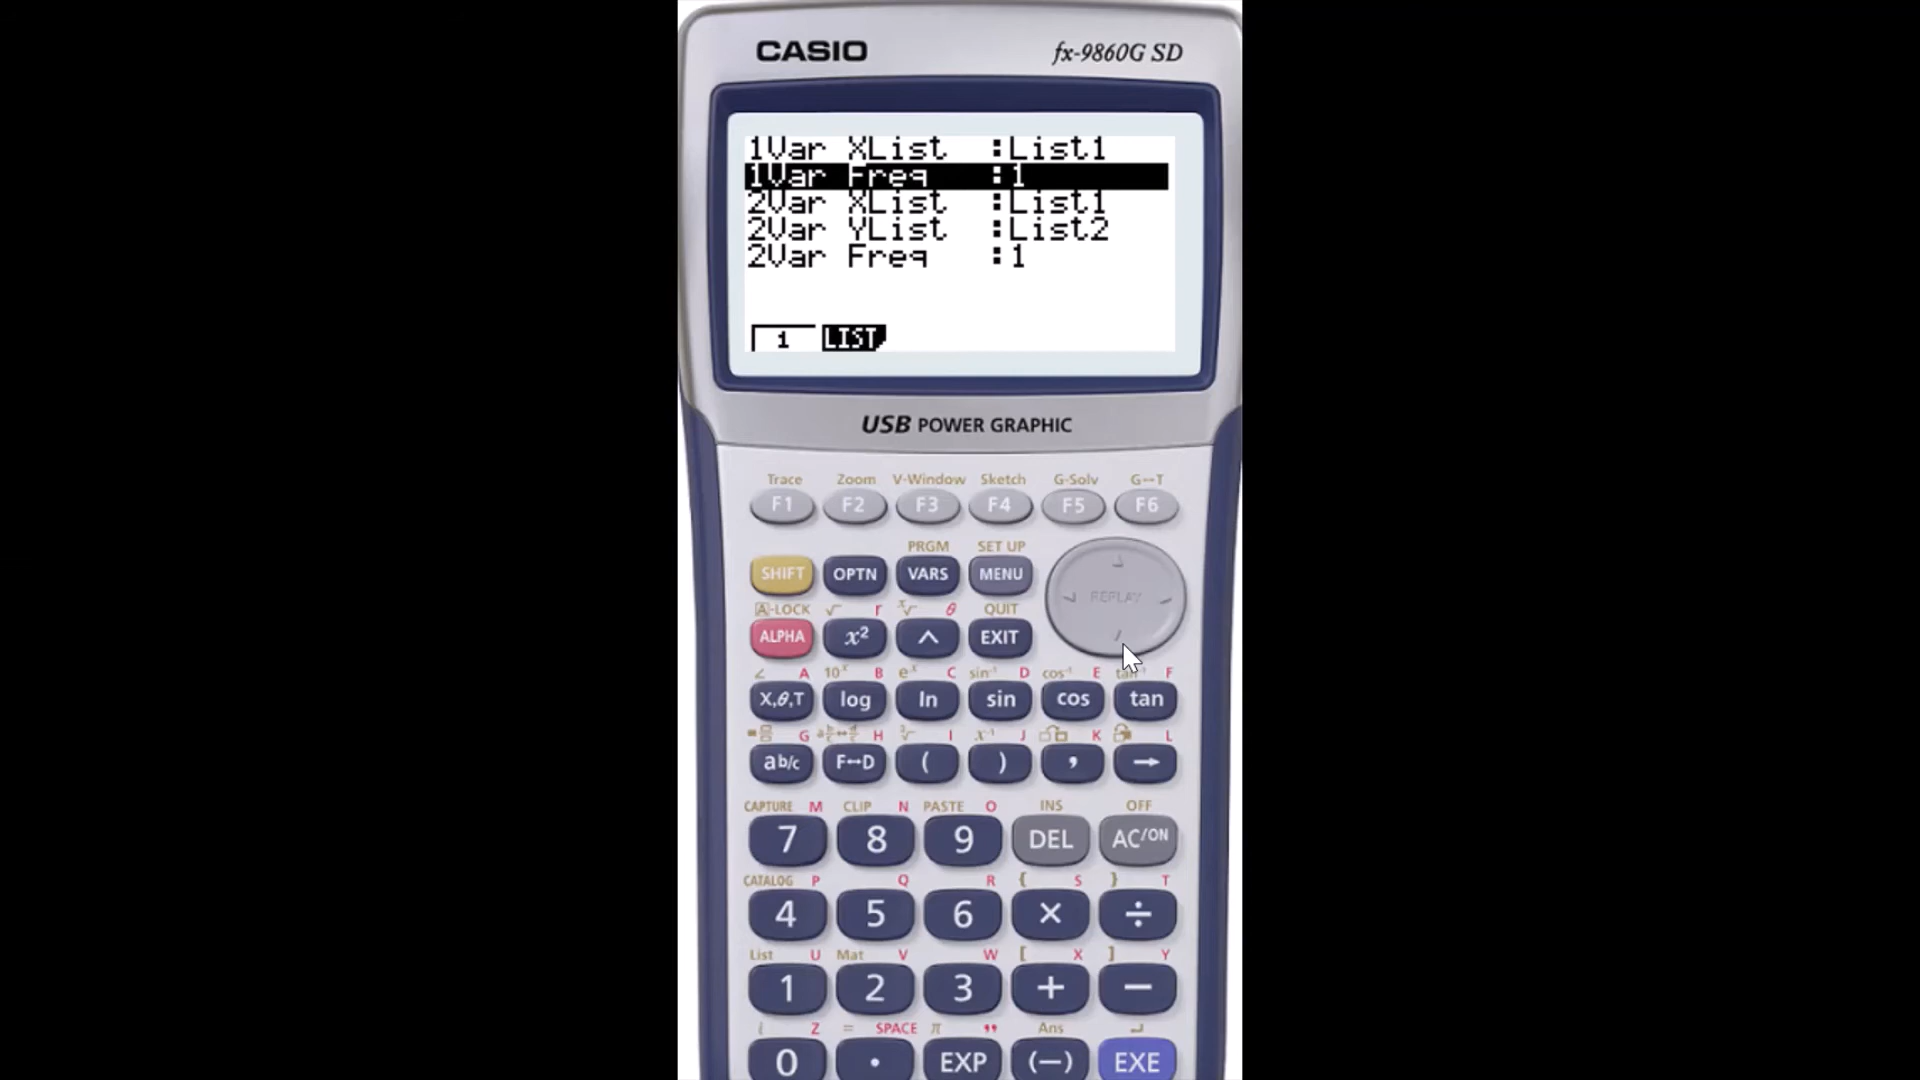 CASIO fx-9860G SD
1Var XList :List1
1Var Freq :1
2Var XList :List1
2Var YList :List2
2Var Freq :1
1 LIST
USB POWER GRAPHIC
Trace Zoom V-Window Sketch G-Solv G↔T
F1 F2 F3 F4 F5 F6
PRGM SET UP
SHIFT OPTN VARS MENU
REPLAY
A-LOCK √ r ˣ√ θ QUIT
ALPHA x² ^ EXIT
∠ A 10ˣ B eˣ C sin⁻¹ D cos⁻¹ E tan⁻¹ F
X,θ,T log ln sin cos tan
G H ³√ I x⁻¹ J K L
a b/c F↔D ( ) , →
CAPTURE M CLIP N PASTE O INS OFF
7 8 9 DEL AC/ON
CATALOG P Q R { S } T
4 5 6 × ÷
List U Mat V W [ X ] Y
1 2 3 + −
i Z = SPACE π " Ans ↵
0 . EXP (−) EXE